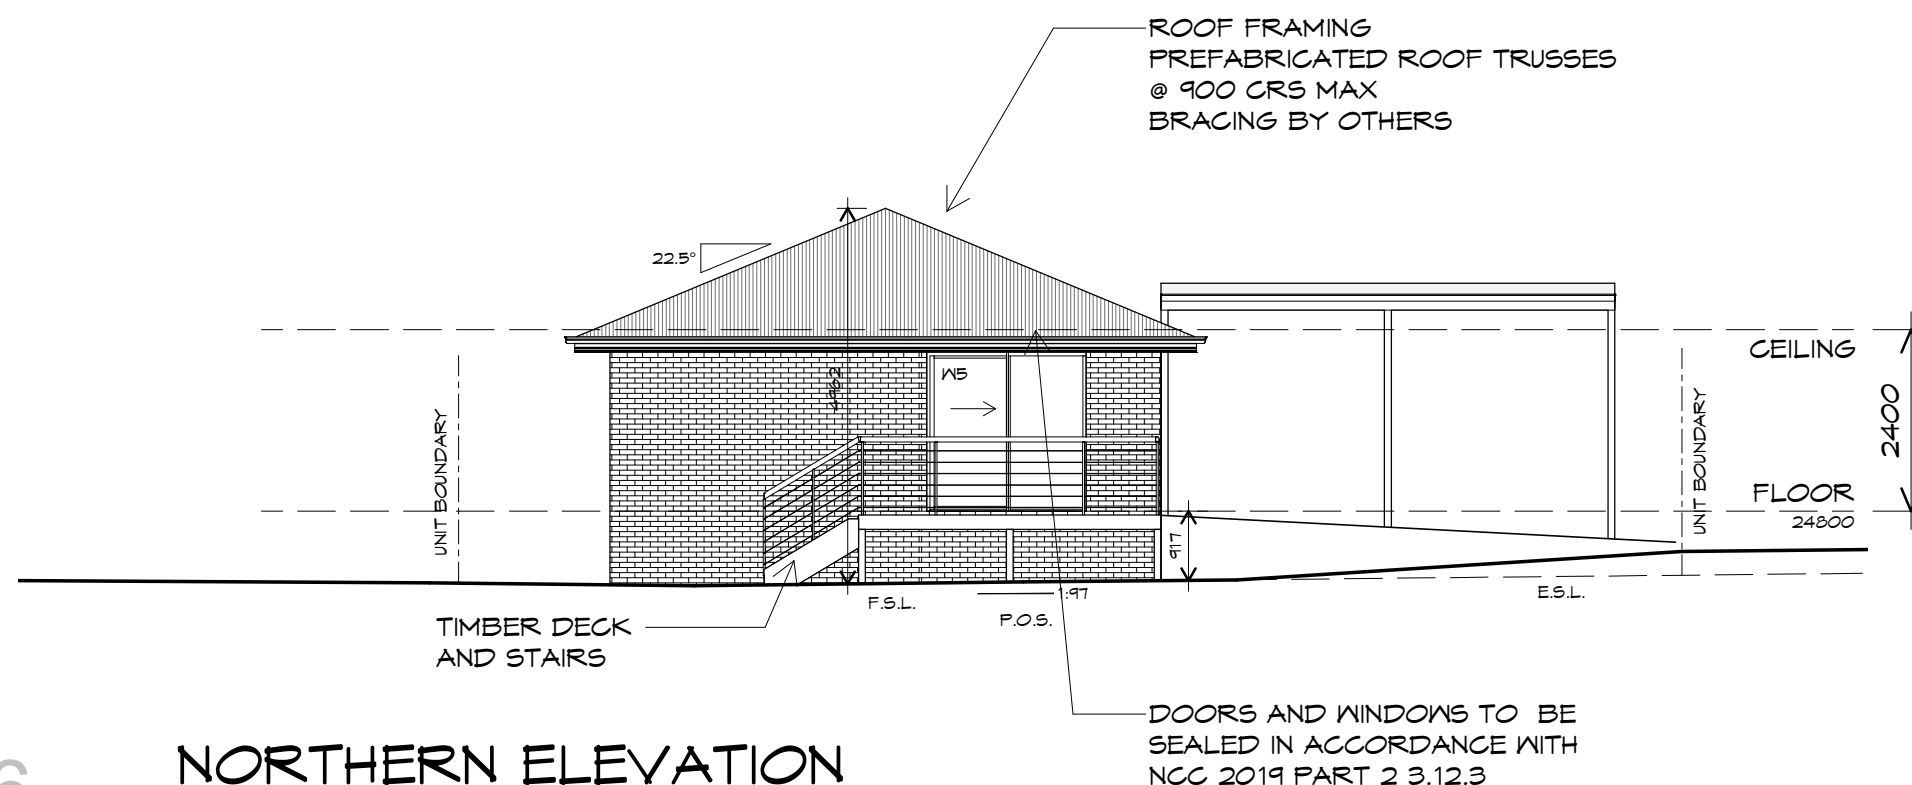 ROOF FRAMING
PREFABRICATED ROOF TRUSSES
@ 900 CRS MAX
BRACING BY OTHERS
22.5°
CEILING
2400
4962
W5
UNIT BOUNDARY
UNIT BOUNDARY
FLOOR
24800
917
F.S.L.
1:97
P.O.S.
E.S.L.
TIMBER DECK
AND STAIRS
DOORS AND WINDOWS TO BE
SEALED IN ACCORDANCE WITH
NCC 2019 PART 2 3.12.3
NORTHERN ELEVATION